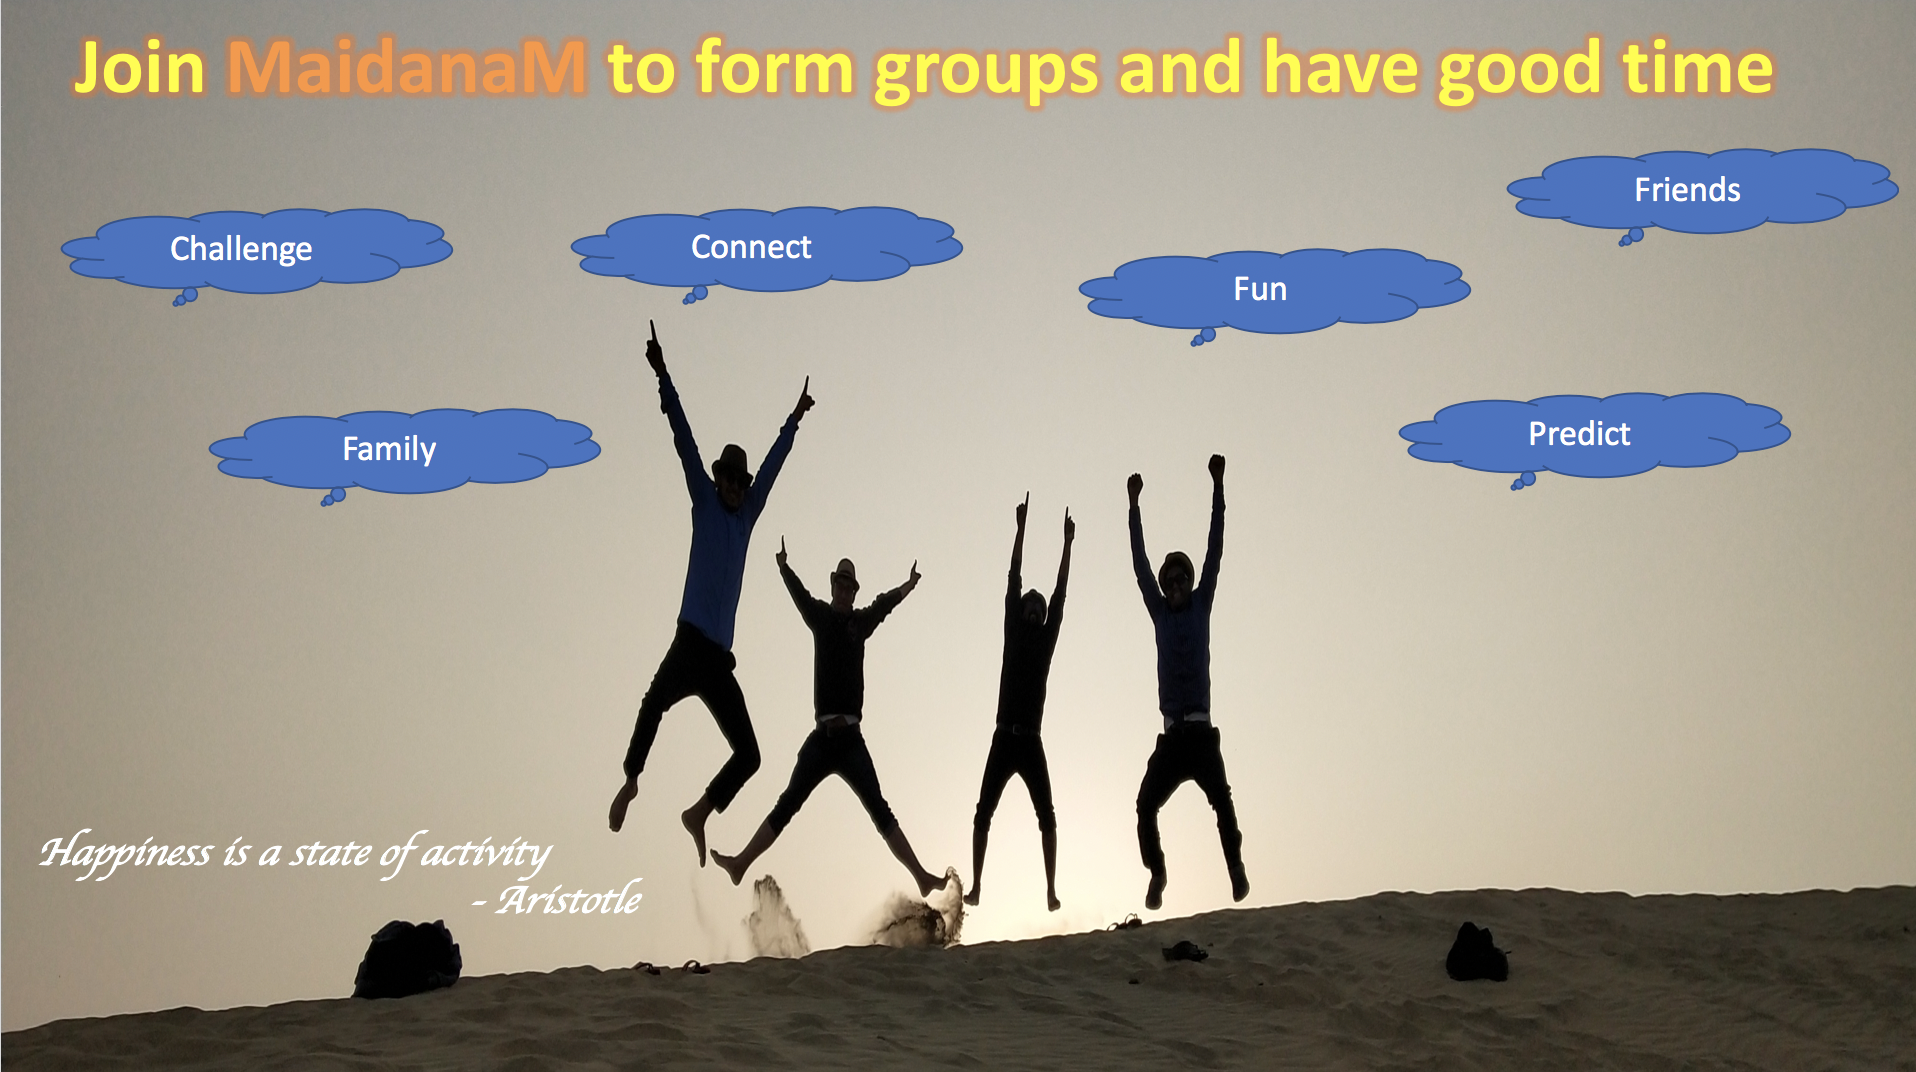 Join MaidanaM to form groups and have good time
Friends
Challenge
Connect
Fun
Family
Predict
Happiness is a state of activity
- Aristotle